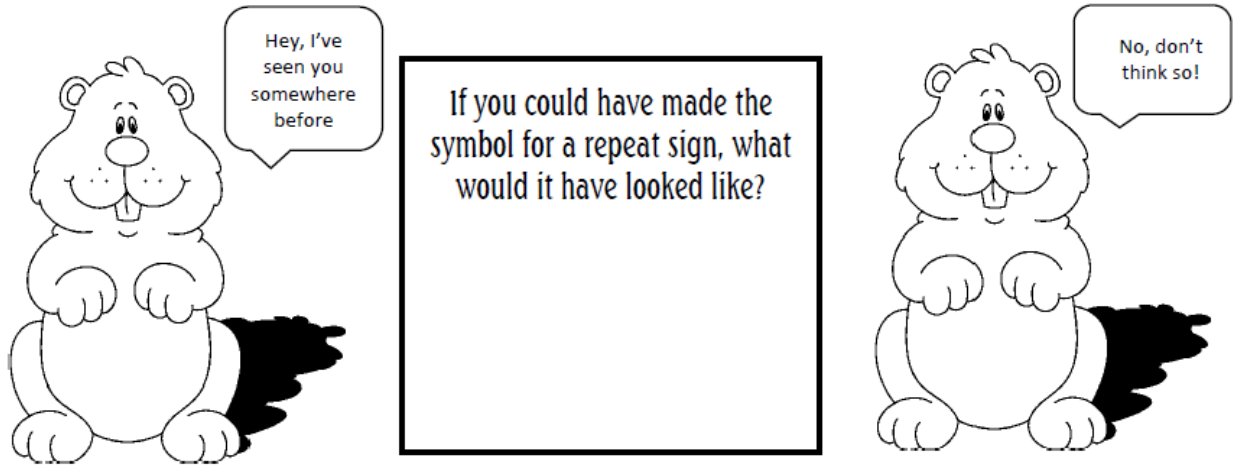 Hey, I've
seen you
somewhere
before
If you could have made the
symbol for a repeat sign, what
would it have looked like?
No, don't
think so!